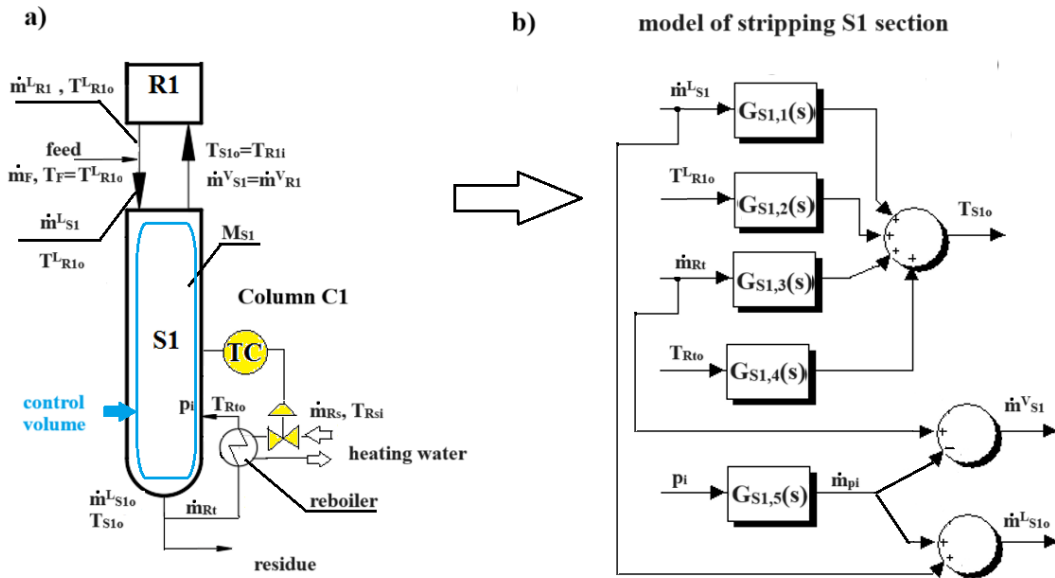 a)
ṁᴸR1 , TᴸR1o
R1
feed
TS1o=TR1i
ṁF, TF=TᴸR1o
ṁⱽS1=ṁⱽR1
ṁᴸS1
TᴸR1o
MS1
Column C1
S1
TC
control
volume
pi
TRto
ṁRs, TRsi
heating water
ṁᴸS1o
TS1o
ṁRt
reboiler
residue
b)
model of stripping S1 section
ṁᴸS1
GS1,1(s)
TᴸR1o
GS1,2(s)
TS1o
ṁRt
GS1,3(s)
TRto
GS1,4(s)
+
+
+
+
ṁⱽS1
+
-
pi
GS1,5(s)
ṁpi
ṁᴸS1o
+
+